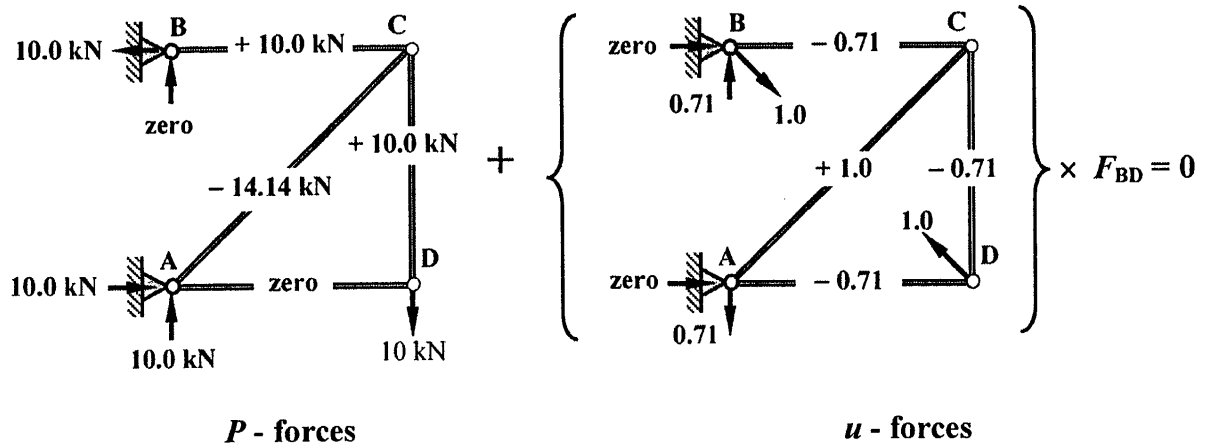 B
C
10.0 kN
+ 10.0 kN
zero
+ 10.0 kN
− 14.14 kN
A
D
10.0 kN
zero
10.0 kN
10 kN
P - forces
+
B
C
zero
− 0.71
0.71
1.0
+ 1.0
− 0.71
1.0
A
D
zero
− 0.71
0.71
u - forces
× F_BD = 0